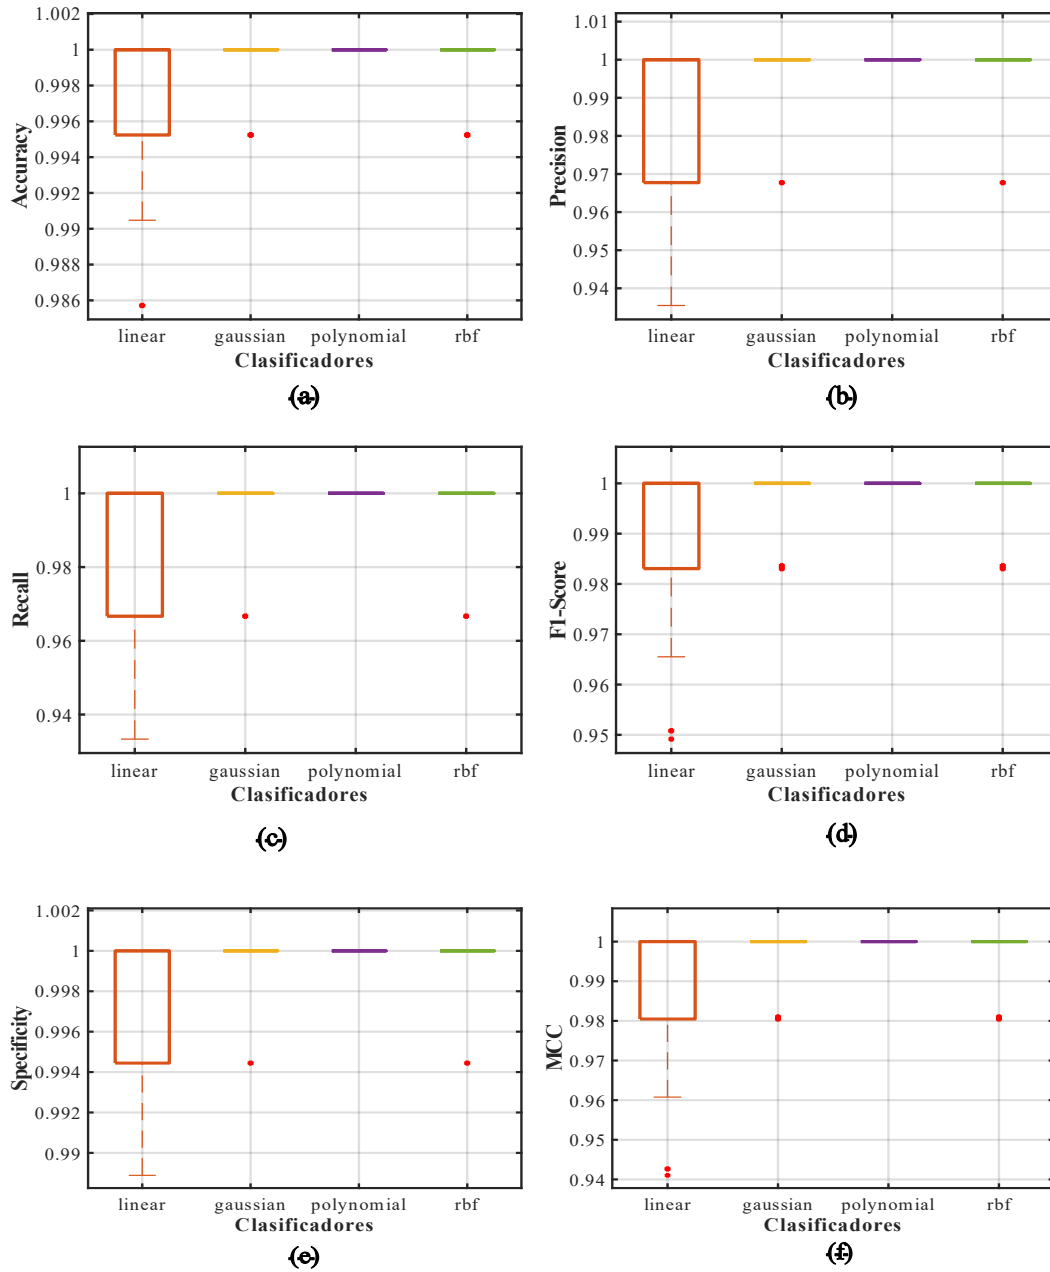 1.002
1
0.998
0.996
0.994
0.992
0.99
0.988
0.986
Accuracy
linear gaussian polynomial rbf
Clasificadores
(a)
1.01
1
0.99
0.98
0.97
0.96
0.95
0.94
Precision
linear gaussian polynomial rbf
Clasificadores
(b)
1
0.98
0.96
0.94
Recall
linear gaussian polynomial rbf
Clasificadores
(c)
1
0.99
0.98
0.97
0.96
0.95
F1-Score
linear gaussian polynomial rbf
Clasificadores
(d)
1.002
1
0.998
0.996
0.994
0.992
0.99
Specificity
linear gaussian polynomial rbf
Clasificadores
(e)
1
0.99
0.98
0.97
0.96
0.95
0.94
MCC
linear gaussian polynomial rbf
Clasificadores
(f)